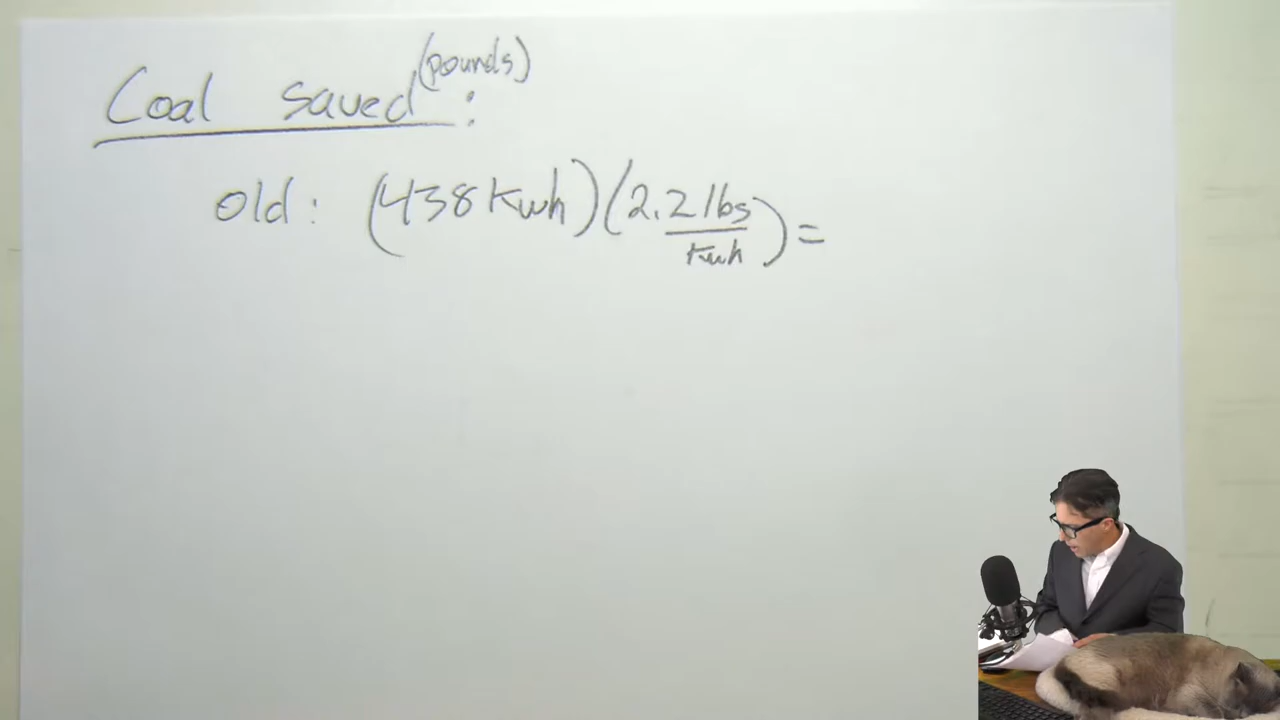 Coal saved (pounds) :
old : (438 Kwh)(2.2 lbs / Kwh) =